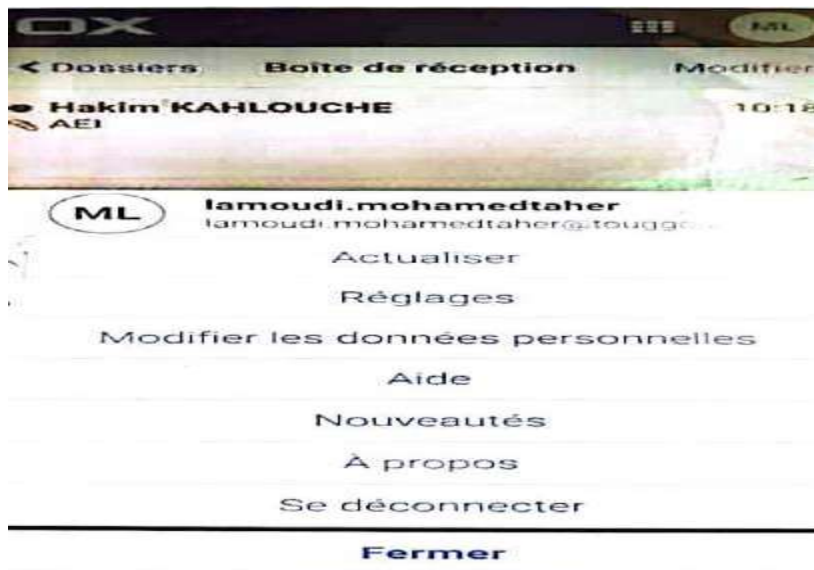 OX ML
< Dossiers Boîte de réception Modifier
Hakim KAHLOUCHE 10:18
AEI
ML lamoudi.mohamedtaher
lamoudi.mohamedtaher@tougg...
Actualiser
Réglages
Modifier les données personnelles
Aide
Nouveautés
À propos
Se déconnecter
Fermer